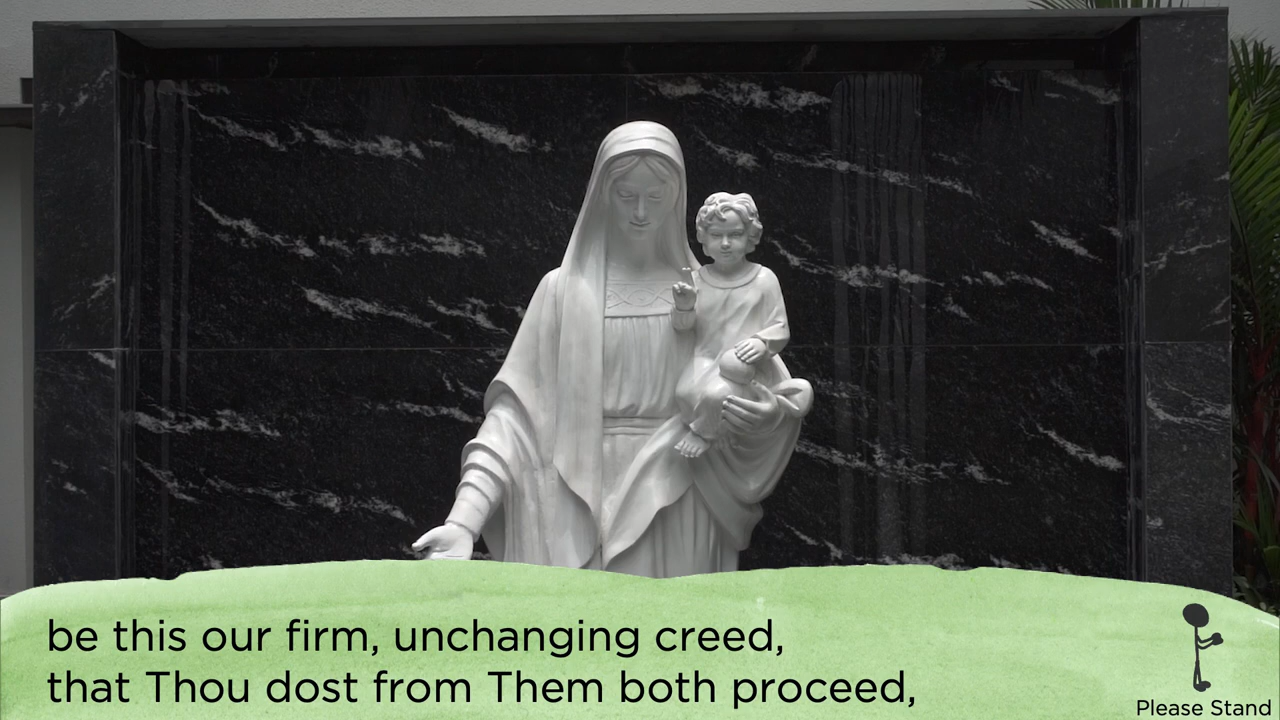 be this our firm, unchanging creed,
that Thou dost from Them both proceed,
Please Stand